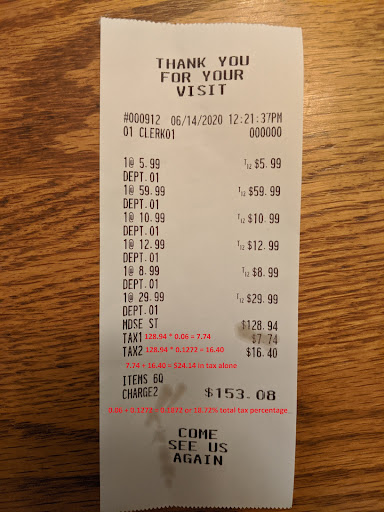 THANK YOU
FOR YOUR
VISIT
#000912 06/14/2020 12:21:37PM
01 CLERK01 000000
1@ 5.99 T12 $5.99
DEPT.01
1@ 59.99 T12 $59.99
DEPT.01
1@ 10.99 T12 $10.99
DEPT.01
1@ 12.99 T12 $12.99
DEPT.01
1@ 8.99 T12 $8.99
DEPT.01
1@ 29.99 T12 $29.99
DEPT.01
MDSE ST $128.94
TAX1 128.94 * 0.06 = 7.74 $7.74
TAX2 128.94 * 0.1272 = 16.40 $16.40
7.74 + 16.40 = $24.14 in tax alone
ITEMS 6Q
CHARGE2 $153.08
0.06 + 0.1272 = 0.1872 or 18.72% total tax percentage.
COME
SEE US
AGAIN